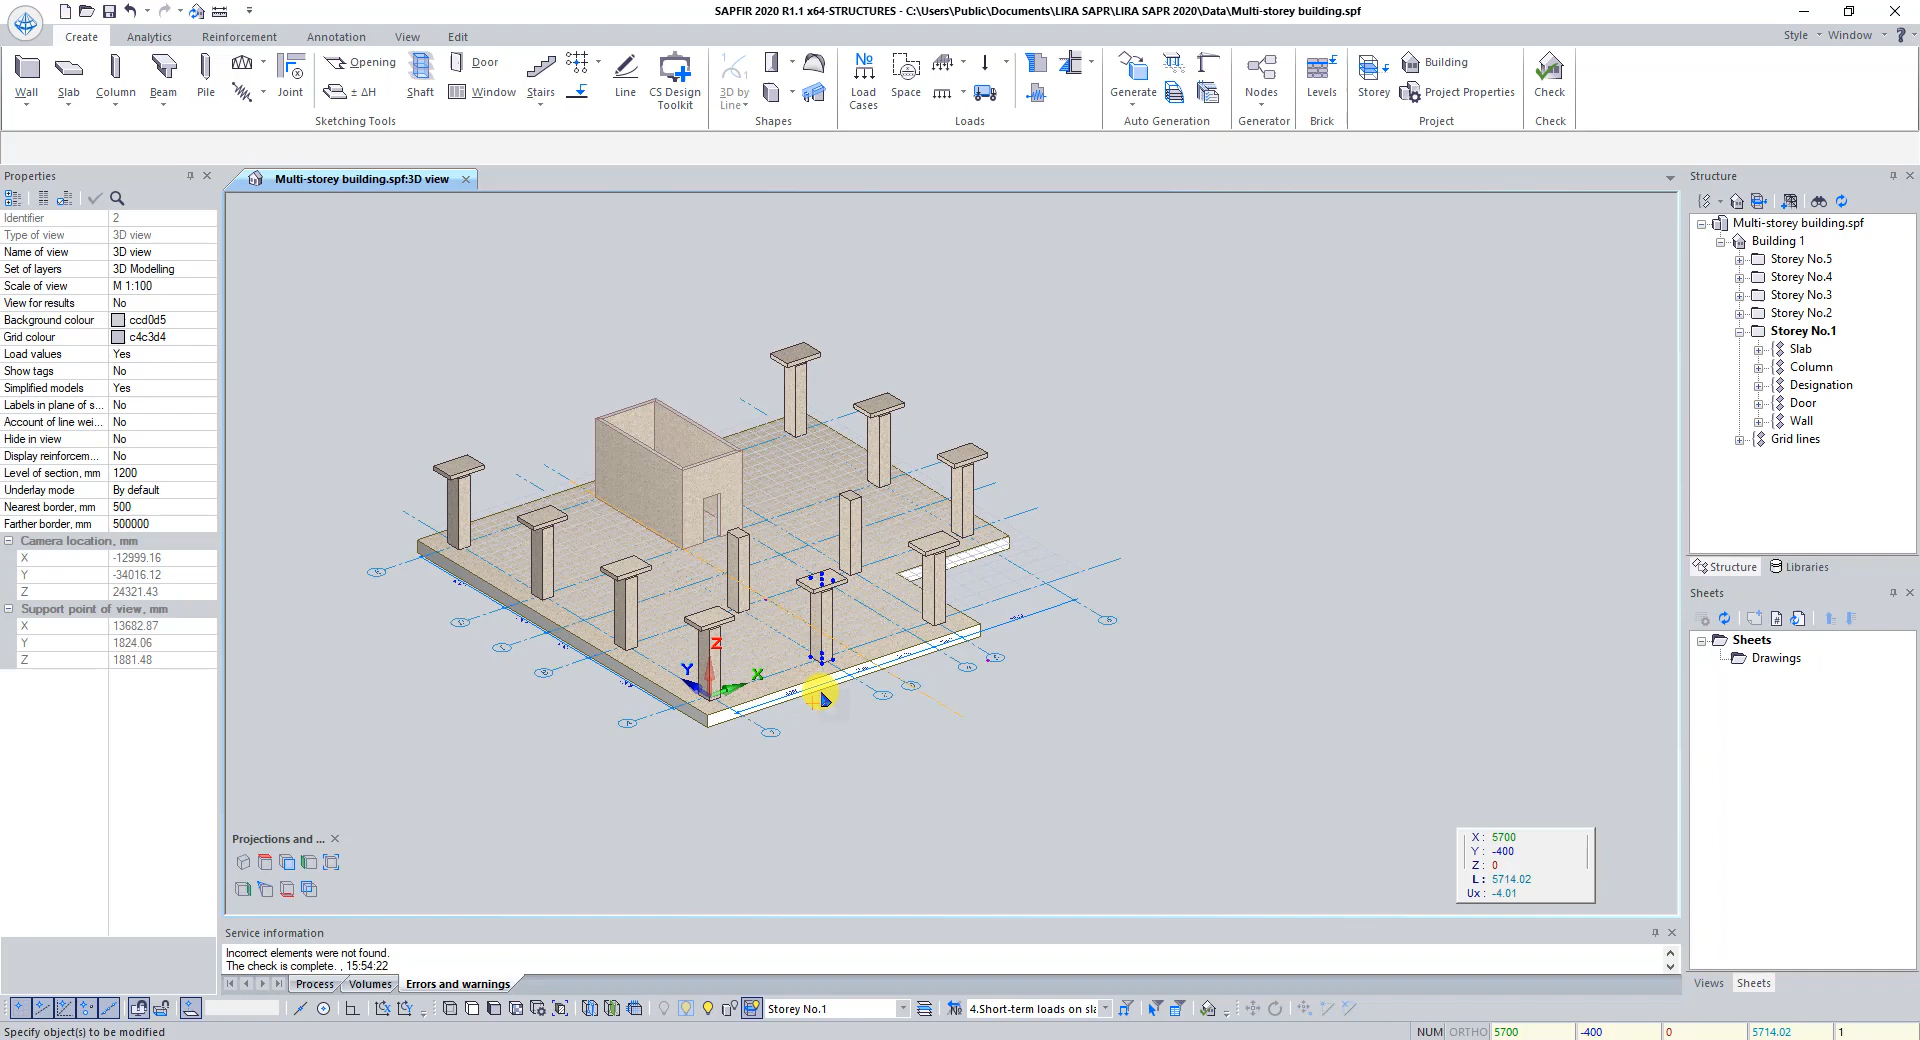 SAPFIR 2020 R1.1 x64-STRUCTURES - C:\Users\Public\Documents\LIRA SAPR\LIRA SAPR 2020\Data\Multi-storey building.spf
Create Analytics Reinforcement Annotation View Edit
Style Window ?
Wall Slab Column Beam Pile Joint
Opening
± ΔH
Shaft
Door
Window
Stairs Line CS Design Toolkit
Sketching Tools
3D by Line
Shapes
No Load Cases
Space
Loads
Generate
Auto Generation
Nodes
Generator
Levels
Brick
Storey
Building
Project Properties
Project
Check
Check
Properties
Identifier 2
Type of view 3D view
Name of view 3D view
Set of layers 3D Modelling
Scale of view M 1:100
View for results No
Background colour ccd0d5
Grid colour c4c3d4
Load values Yes
Show tags No
Simplified models Yes
Labels in plane of s... No
Account of line wei... No
Hide in view No
Display reinforcem... No
Level of section, mm 1200
Underlay mode By default
Nearest border, mm 500
Farther border, mm 500000
Camera location, mm
X -12999.16
Y -34016.12
Z 24321.43
Support point of view, mm
X 13682.87
Y 1824.06
Z 1881.48
Multi-storey building.spf:3D view
Z
Y
X
Projections and ...
X: 5700
Y: -400
Z: 0
L: 5714.02
Ux: -4.01
Structure
Multi-storey building.spf
Building 1
Storey No.5
Storey No.4
Storey No.3
Storey No.2
Storey No.1
Slab
Column
Designation
Door
Wall
Grid lines
Structure Libraries
Sheets
Sheets
Drawings
Views Sheets
Service information
Incorrect elements were not found.
The check is complete. , 15:54:22
Process Volumes Errors and warnings
Storey No.1
4.Short-term loads on sla
Specify object(s) to be modified
NUM ORTHO 5700 -400 0 5714.02 1